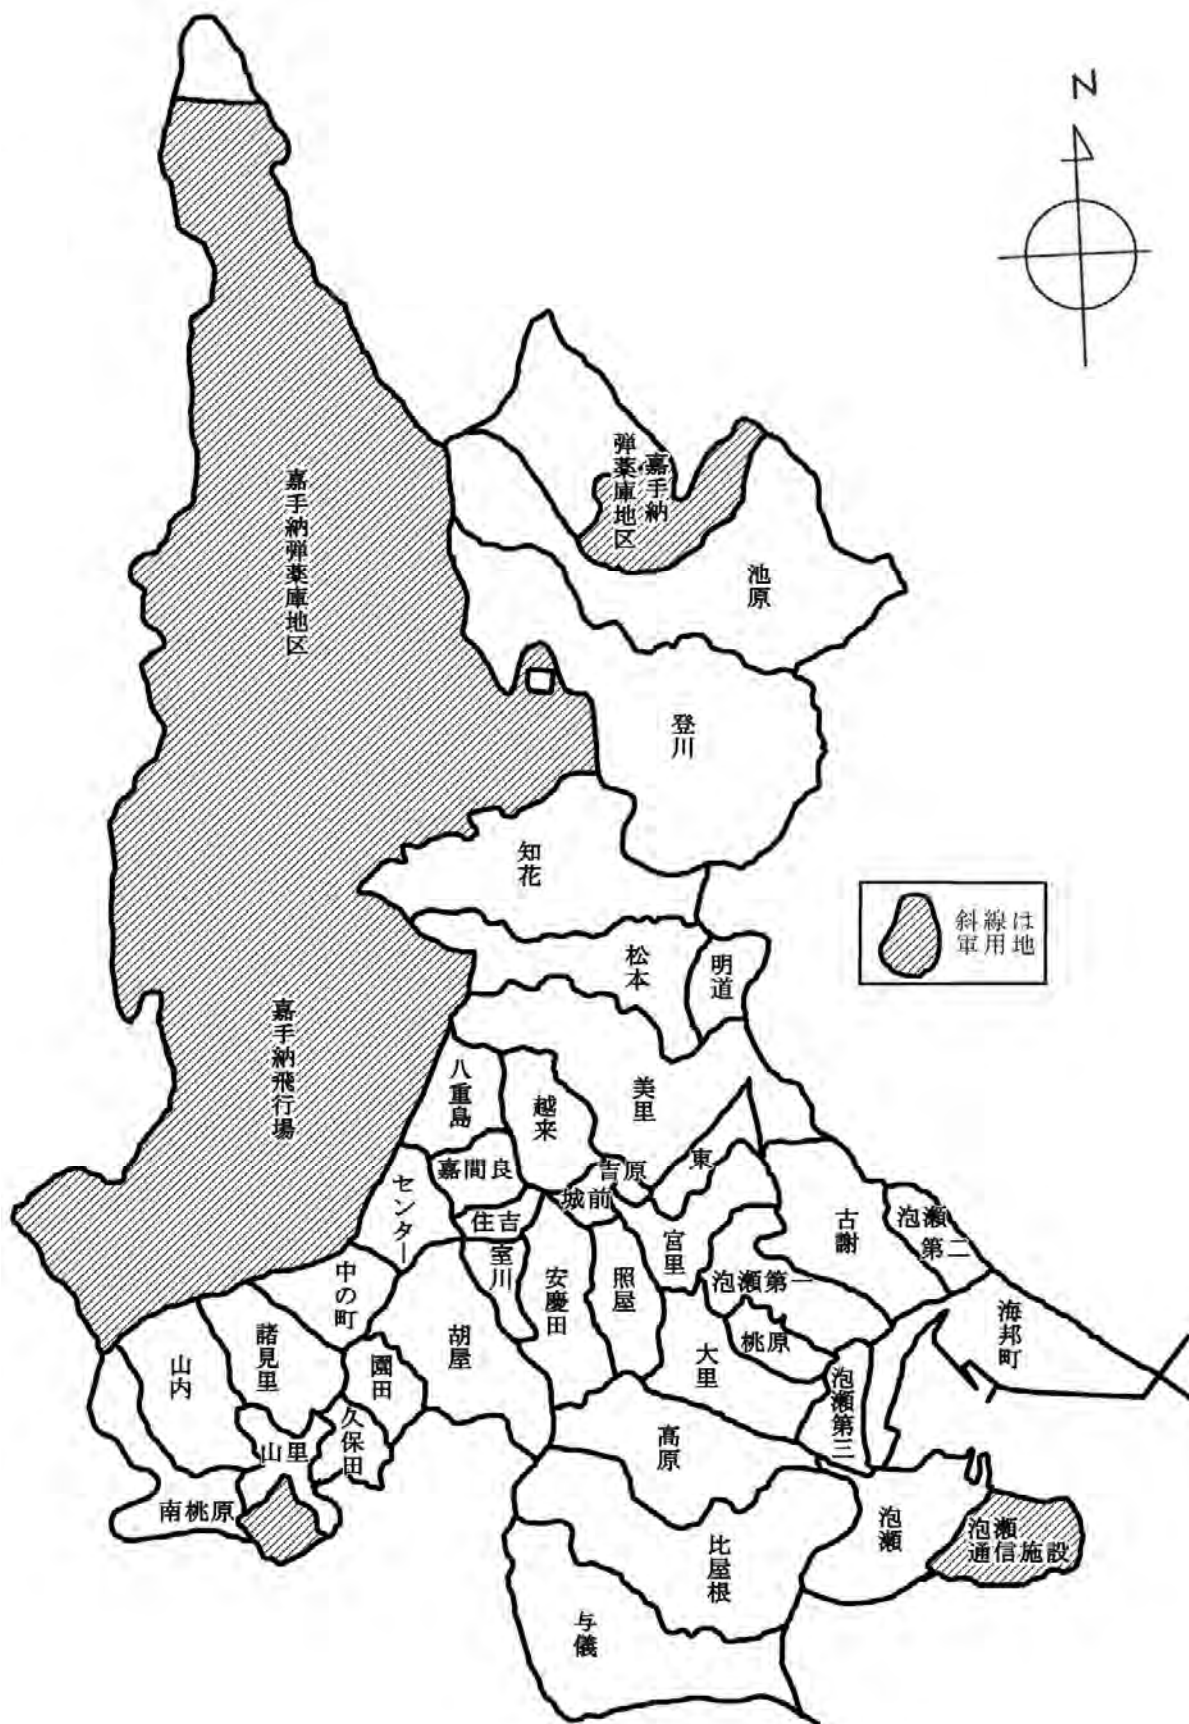 N
嘉手納
弾薬庫地区
嘉手納弾薬庫地区
池原
登川
知花
斜線は
軍用地
松本
明道
嘉手納飛行場
八重島
越来
美里
嘉間良
吉原
東
城前
センター
住吉
室川
安慶田
照屋
宮里
泡瀬第一
古謝
泡瀬
第二
海邦町
中の町
諸見里
山内
園田
胡屋
大里
桃原
泡瀬第三
久保田
山里
南桃原
高原
比屋根
泡瀬
泡瀬
通信施設
与儀